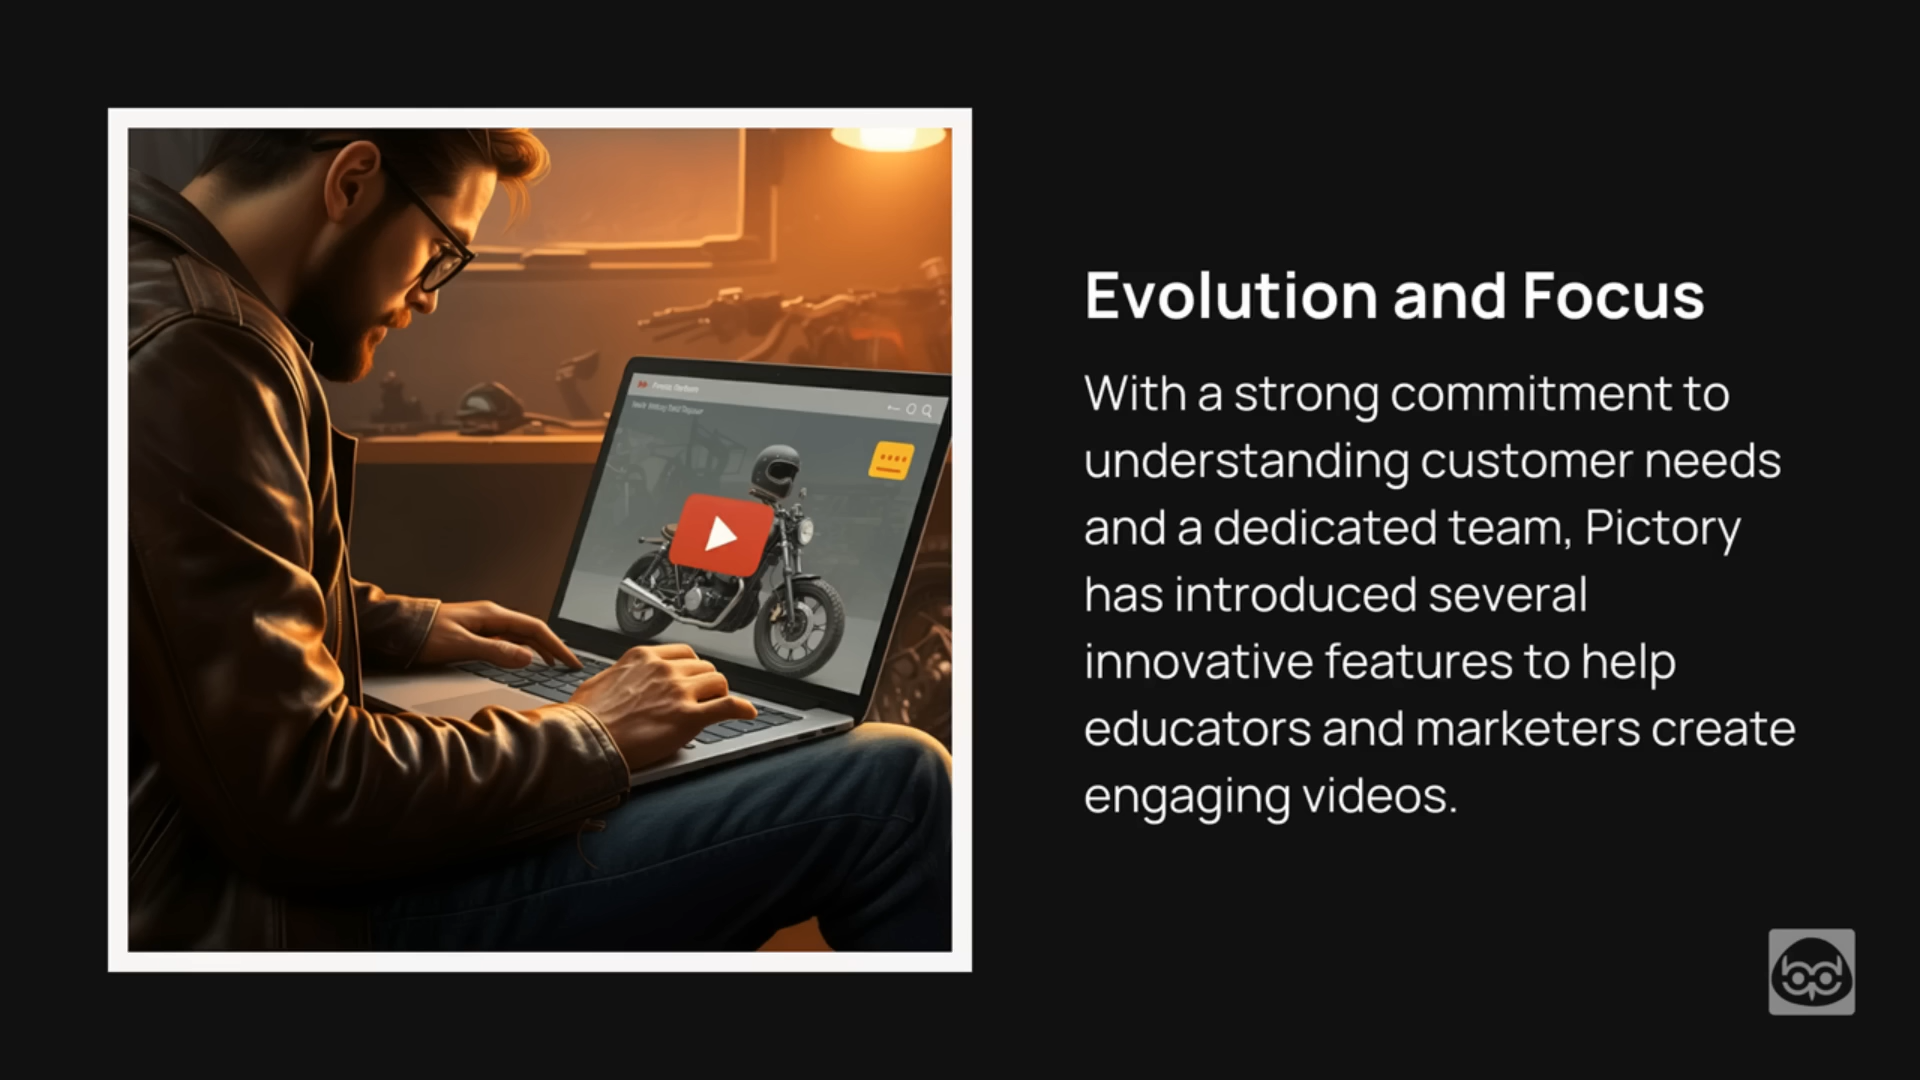 Evolution and Focus
With a strong commitment to
understanding customer needs
and a dedicated team, Pictory
has introduced several
innovative features to help
educators and marketers create
engaging videos.